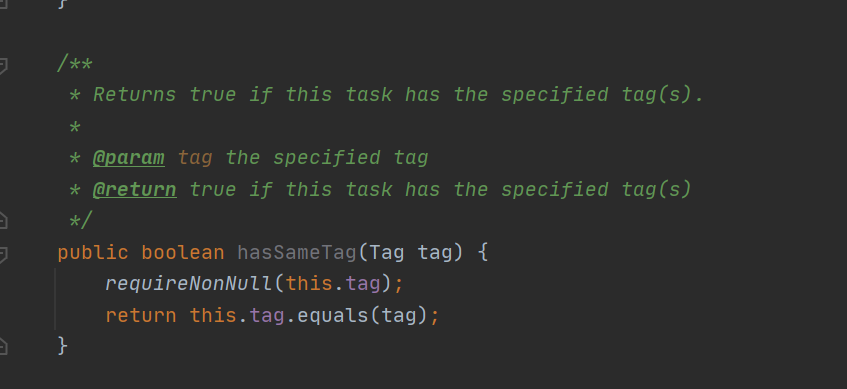 }
/**
 * Returns true if this task has the specified tag(s).
 *
 * @param tag the specified tag
 * @return true if this task has the specified tag(s)
 */
public boolean hasSameTag(Tag tag) {
    requireNonNull(this.tag);
    return this.tag.equals(tag);
}